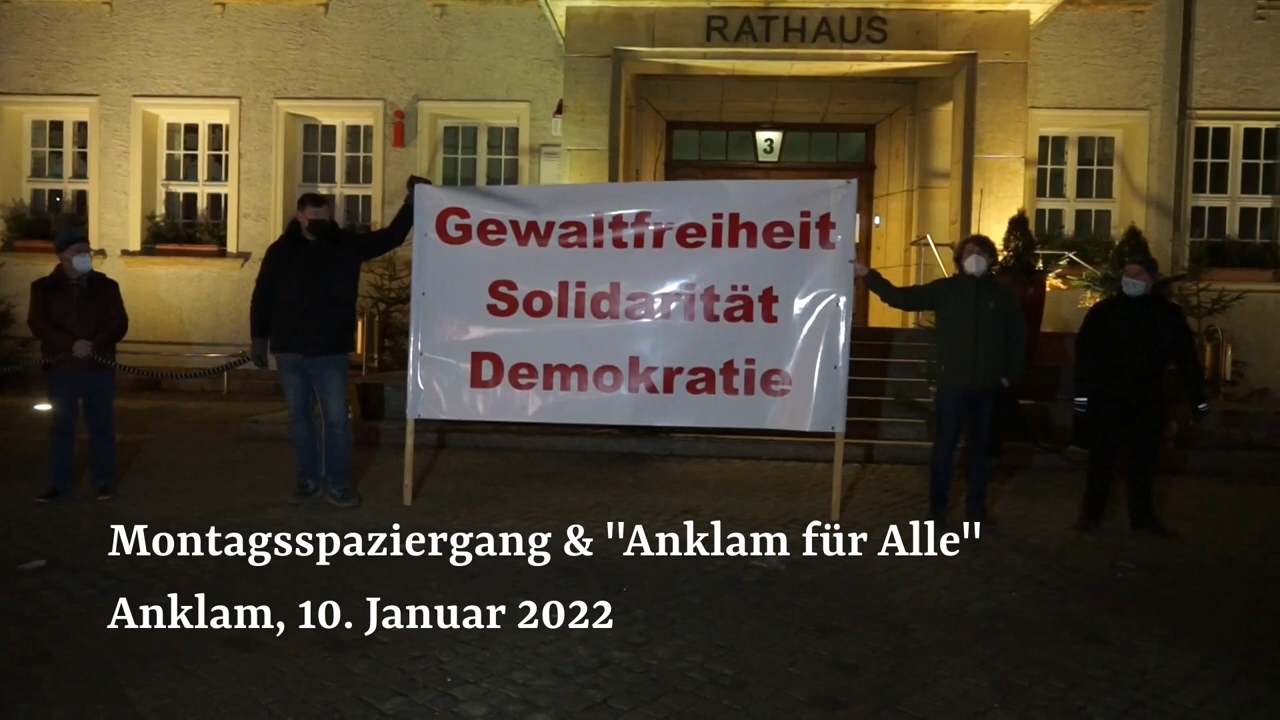 RATHAUS
3
i
Gewaltfreiheit
Solidarität
Demokratie
Montagsspaziergang & "Anklam für Alle"
Anklam, 10. Januar 2022